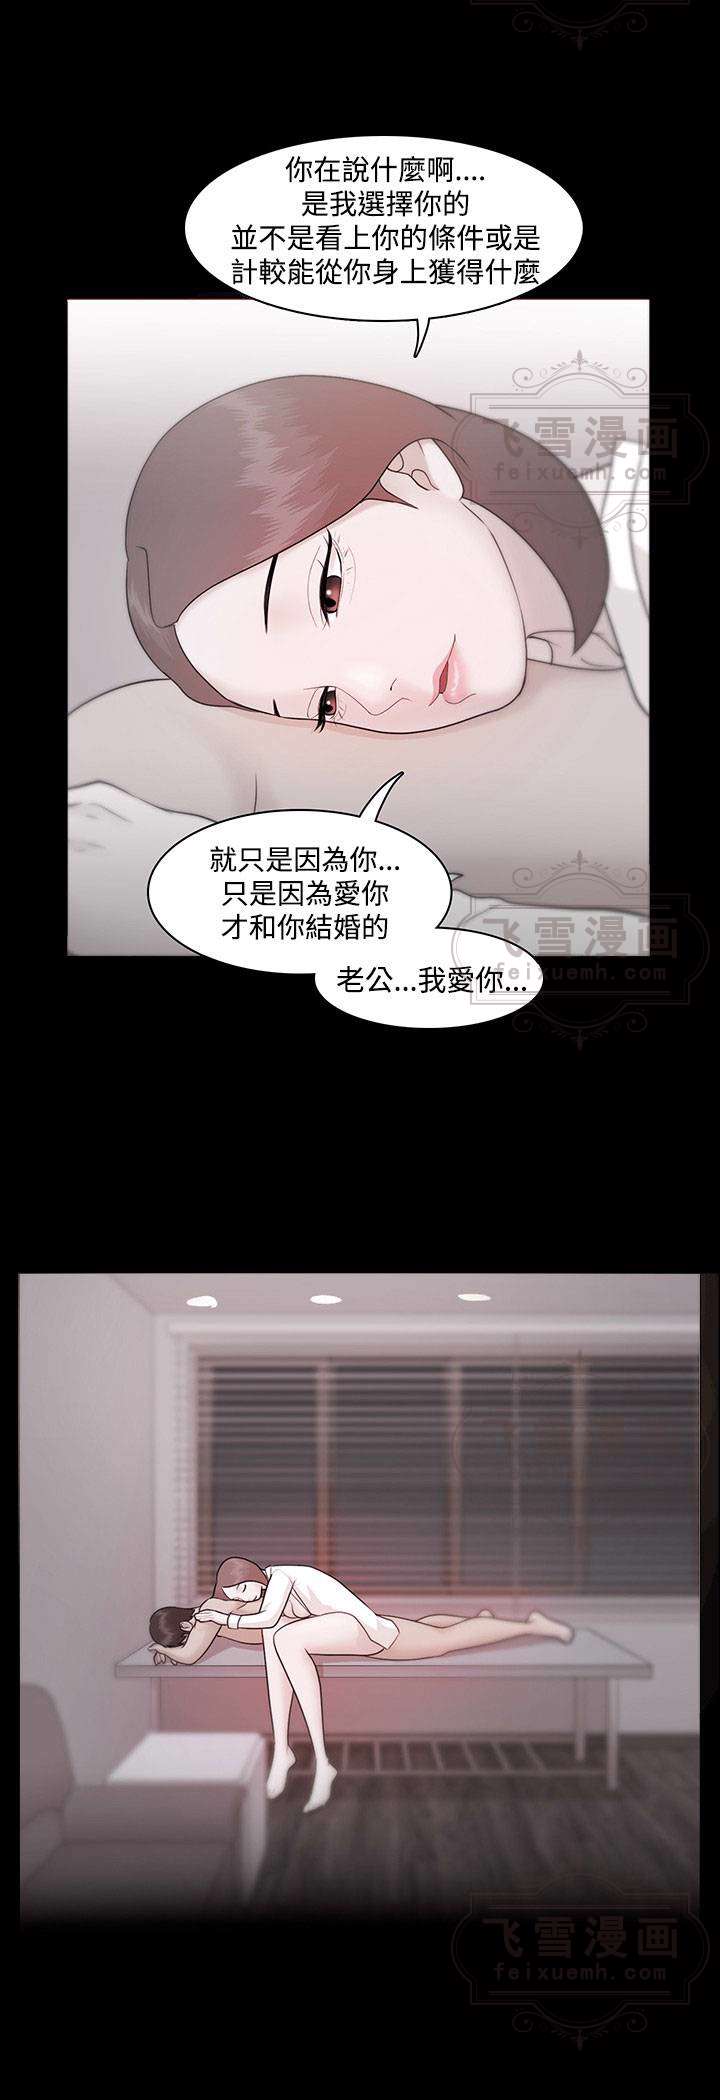 你在說什麼啊....
是我選擇你的
並不是看上你的條件或是
計較能從你身上獲得什麼
飞雪漫画
feixuemh.com
就只是因為你...
只是因為愛你
才和你結婚的
飞雪漫画
feixuemh.com
老公...我愛你...
飞雪漫画
feixuemh.com